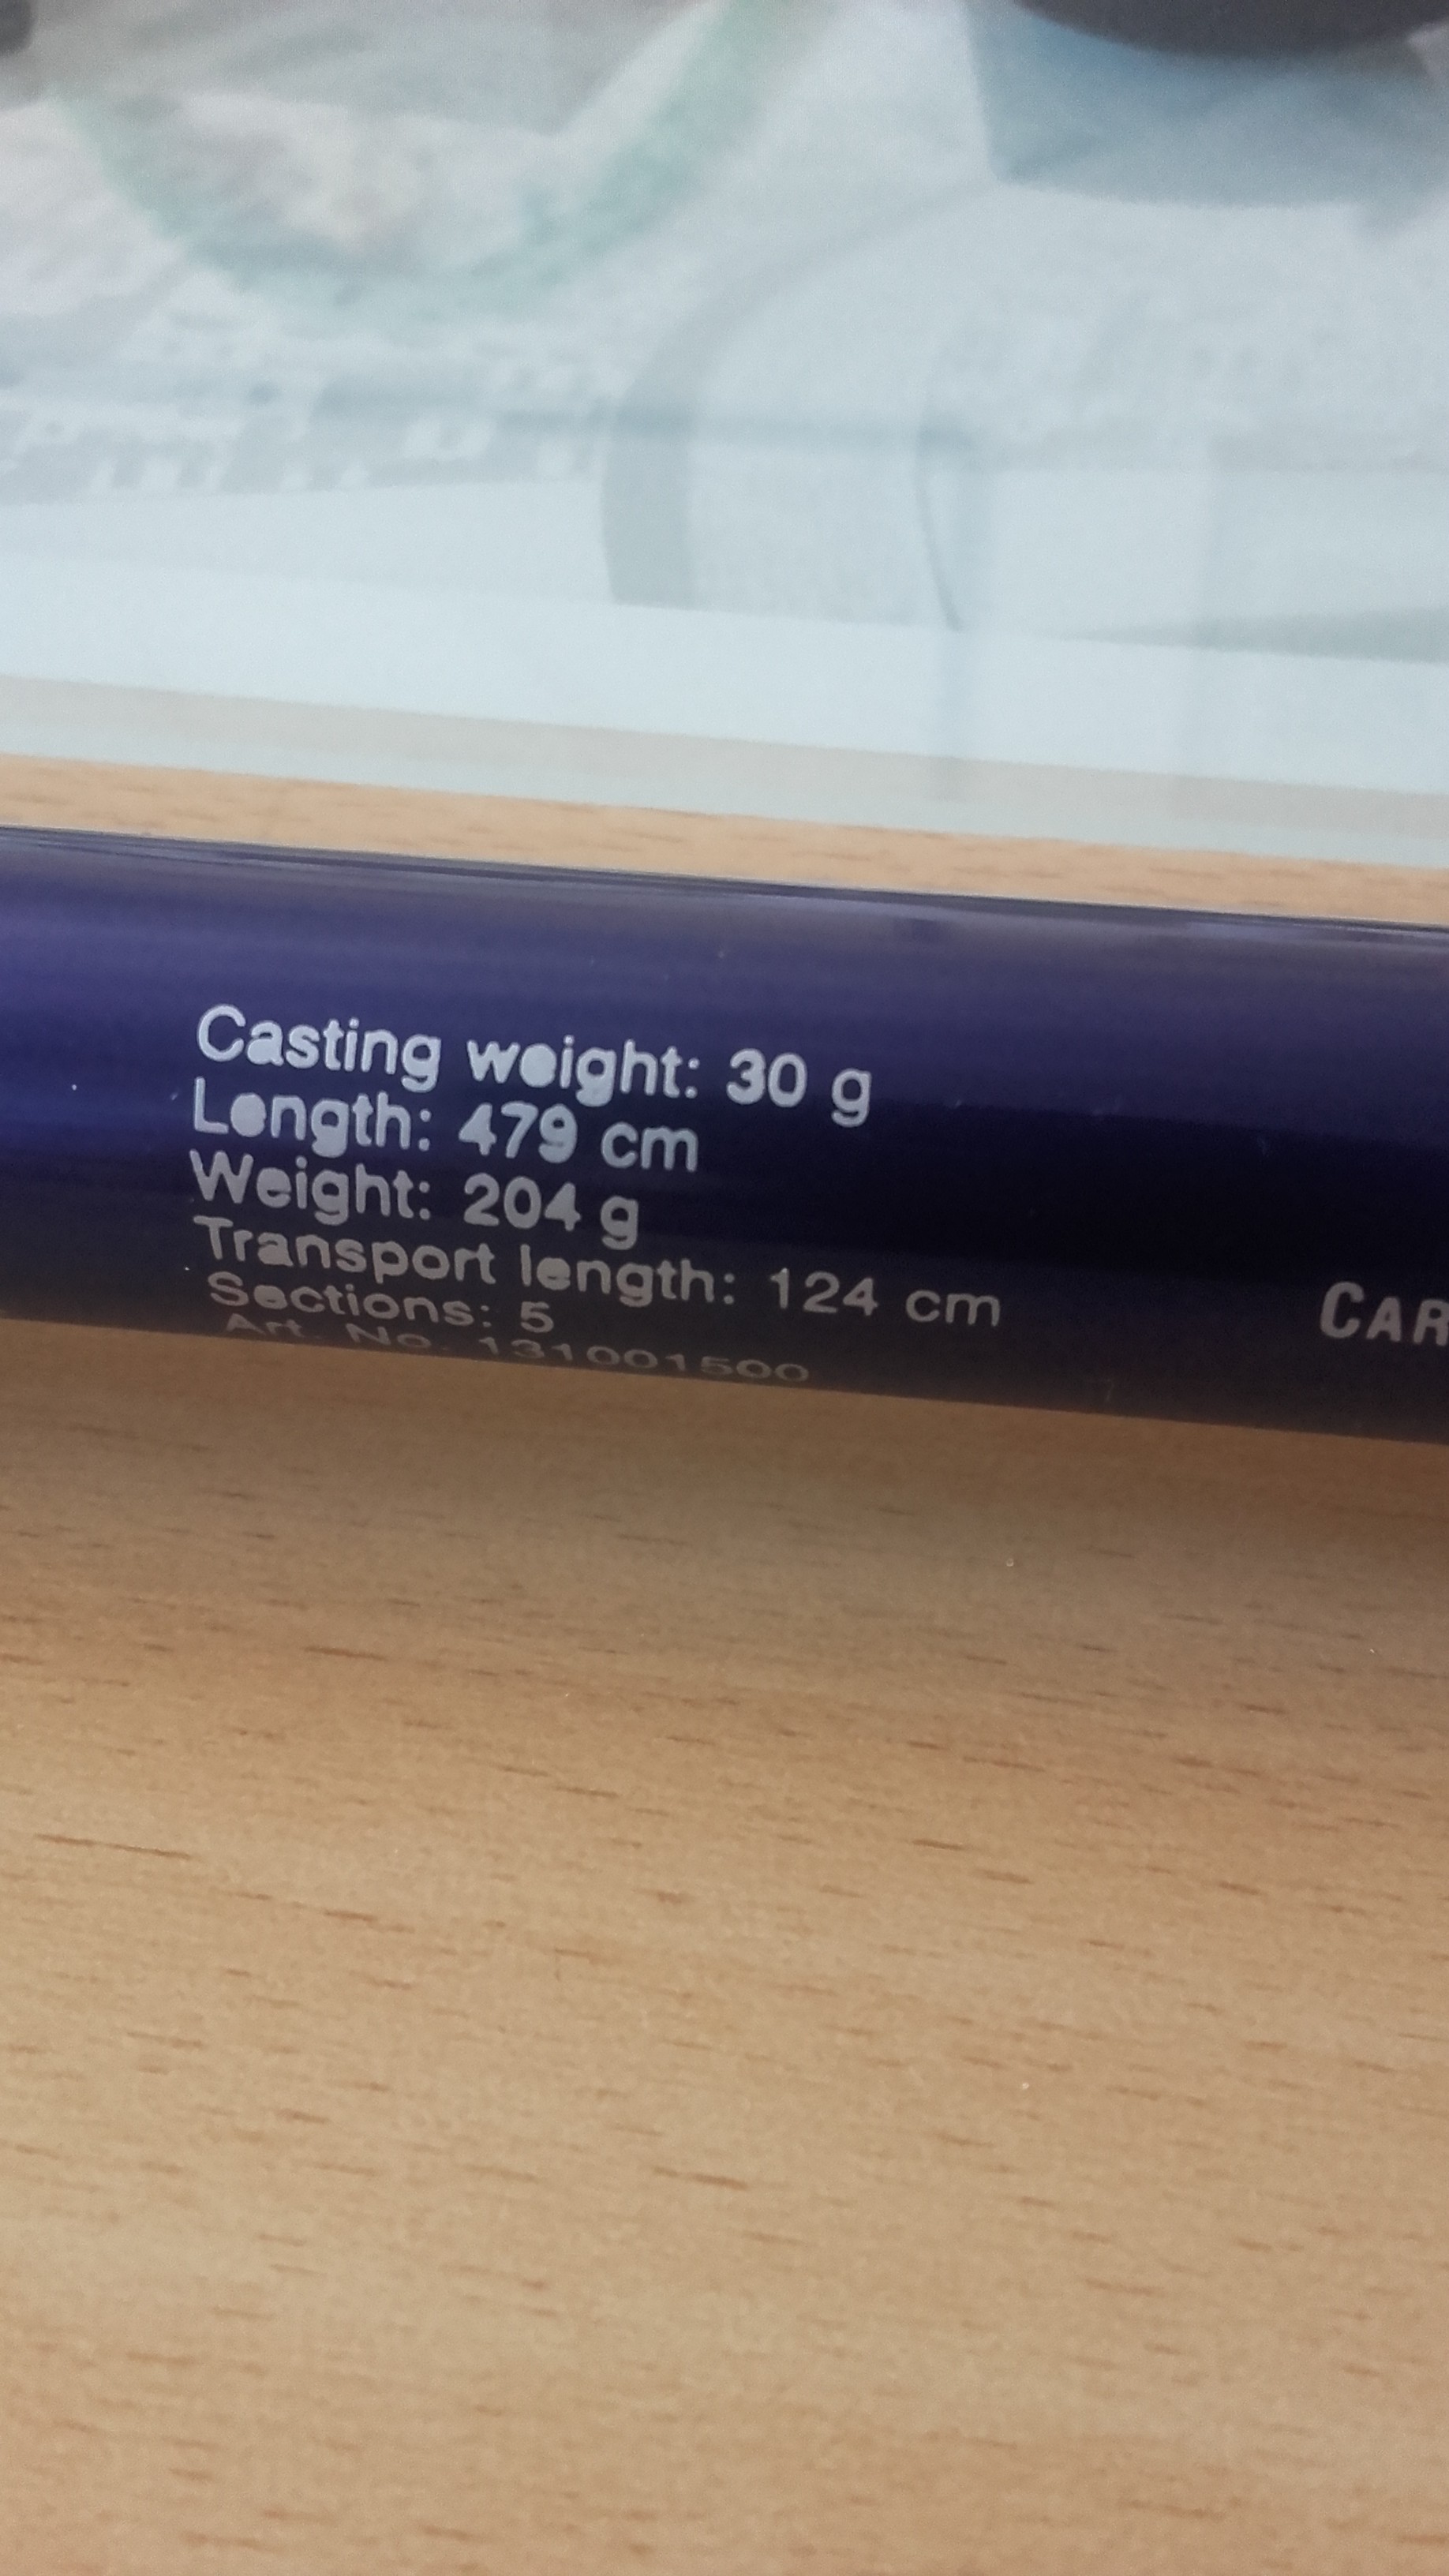 Casting weight: 30 g
Length: 479 cm
Weight: 204 g
Transport length: 124 cm
Sections: 5
Art. No. 131001500
CAR